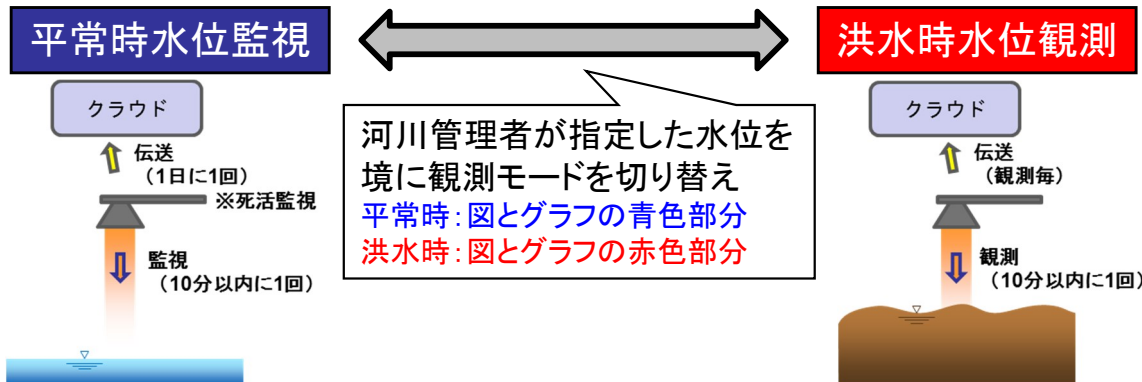 平常時水位監視
洪水時水位観測
クラウド
伝送
(1日に1回)
※死活監視
監視
(10分以内に1回)
河川管理者が指定した水位を
境に観測モードを切り替え
平常時：図とグラフの青色部分
洪水時：図とグラフの赤色部分
クラウド
伝送
(観測毎)
観測
(10分以内に1回)